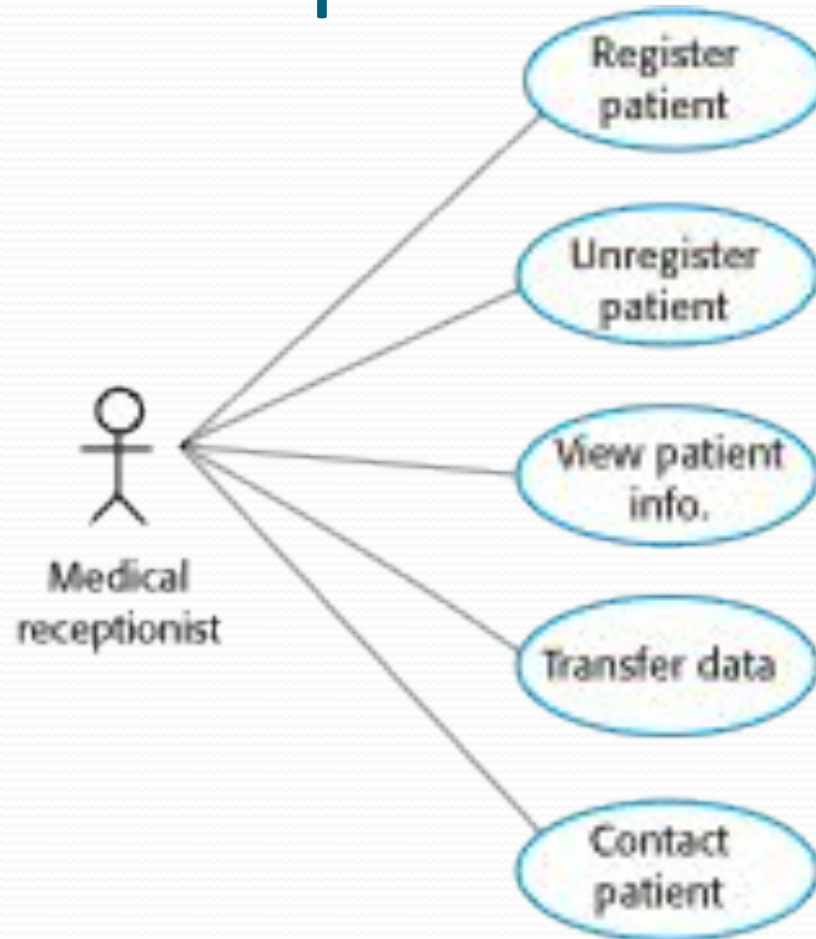 Register
patient
Unregister
patient
View patient
info.
Medical
receptionist
Transfer data
Contact
patient